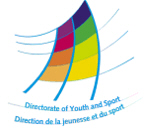 Directorate of Youth and Sport
Direction de la jeunesse et du sport